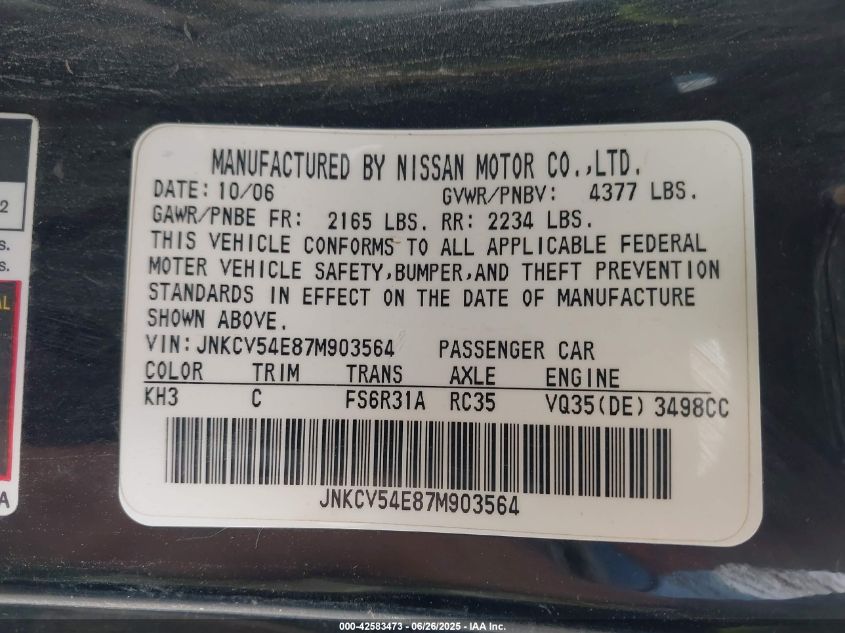 MANUFACTURED BY NISSAN MOTOR CO.,LTD.
DATE: 10/06 GVWR/PNBV: 4377 LBS.
GAWR/PNBE FR: 2165 LBS. RR: 2234 LBS.
THIS VEHICLE CONFORMS TO ALL APPLICABLE FEDERAL
MOTER VEHICLE SAFETY,BUMPER,AND THEFT PREVENTION
STANDARDS IN EFFECT ON THE DATE OF MANUFACTURE
SHOWN ABOVE.
VIN: JNKCV54E87M903564 PASSENGER CAR
COLOR TRIM TRANS AXLE ENGINE
KH3 C FS6R31A RC35 VQ35(DE) 3498CC
JNKCV54E87M903564
2
s.
s.
AL
A
000-42583473 - 06/26/2025 - IAA Inc.